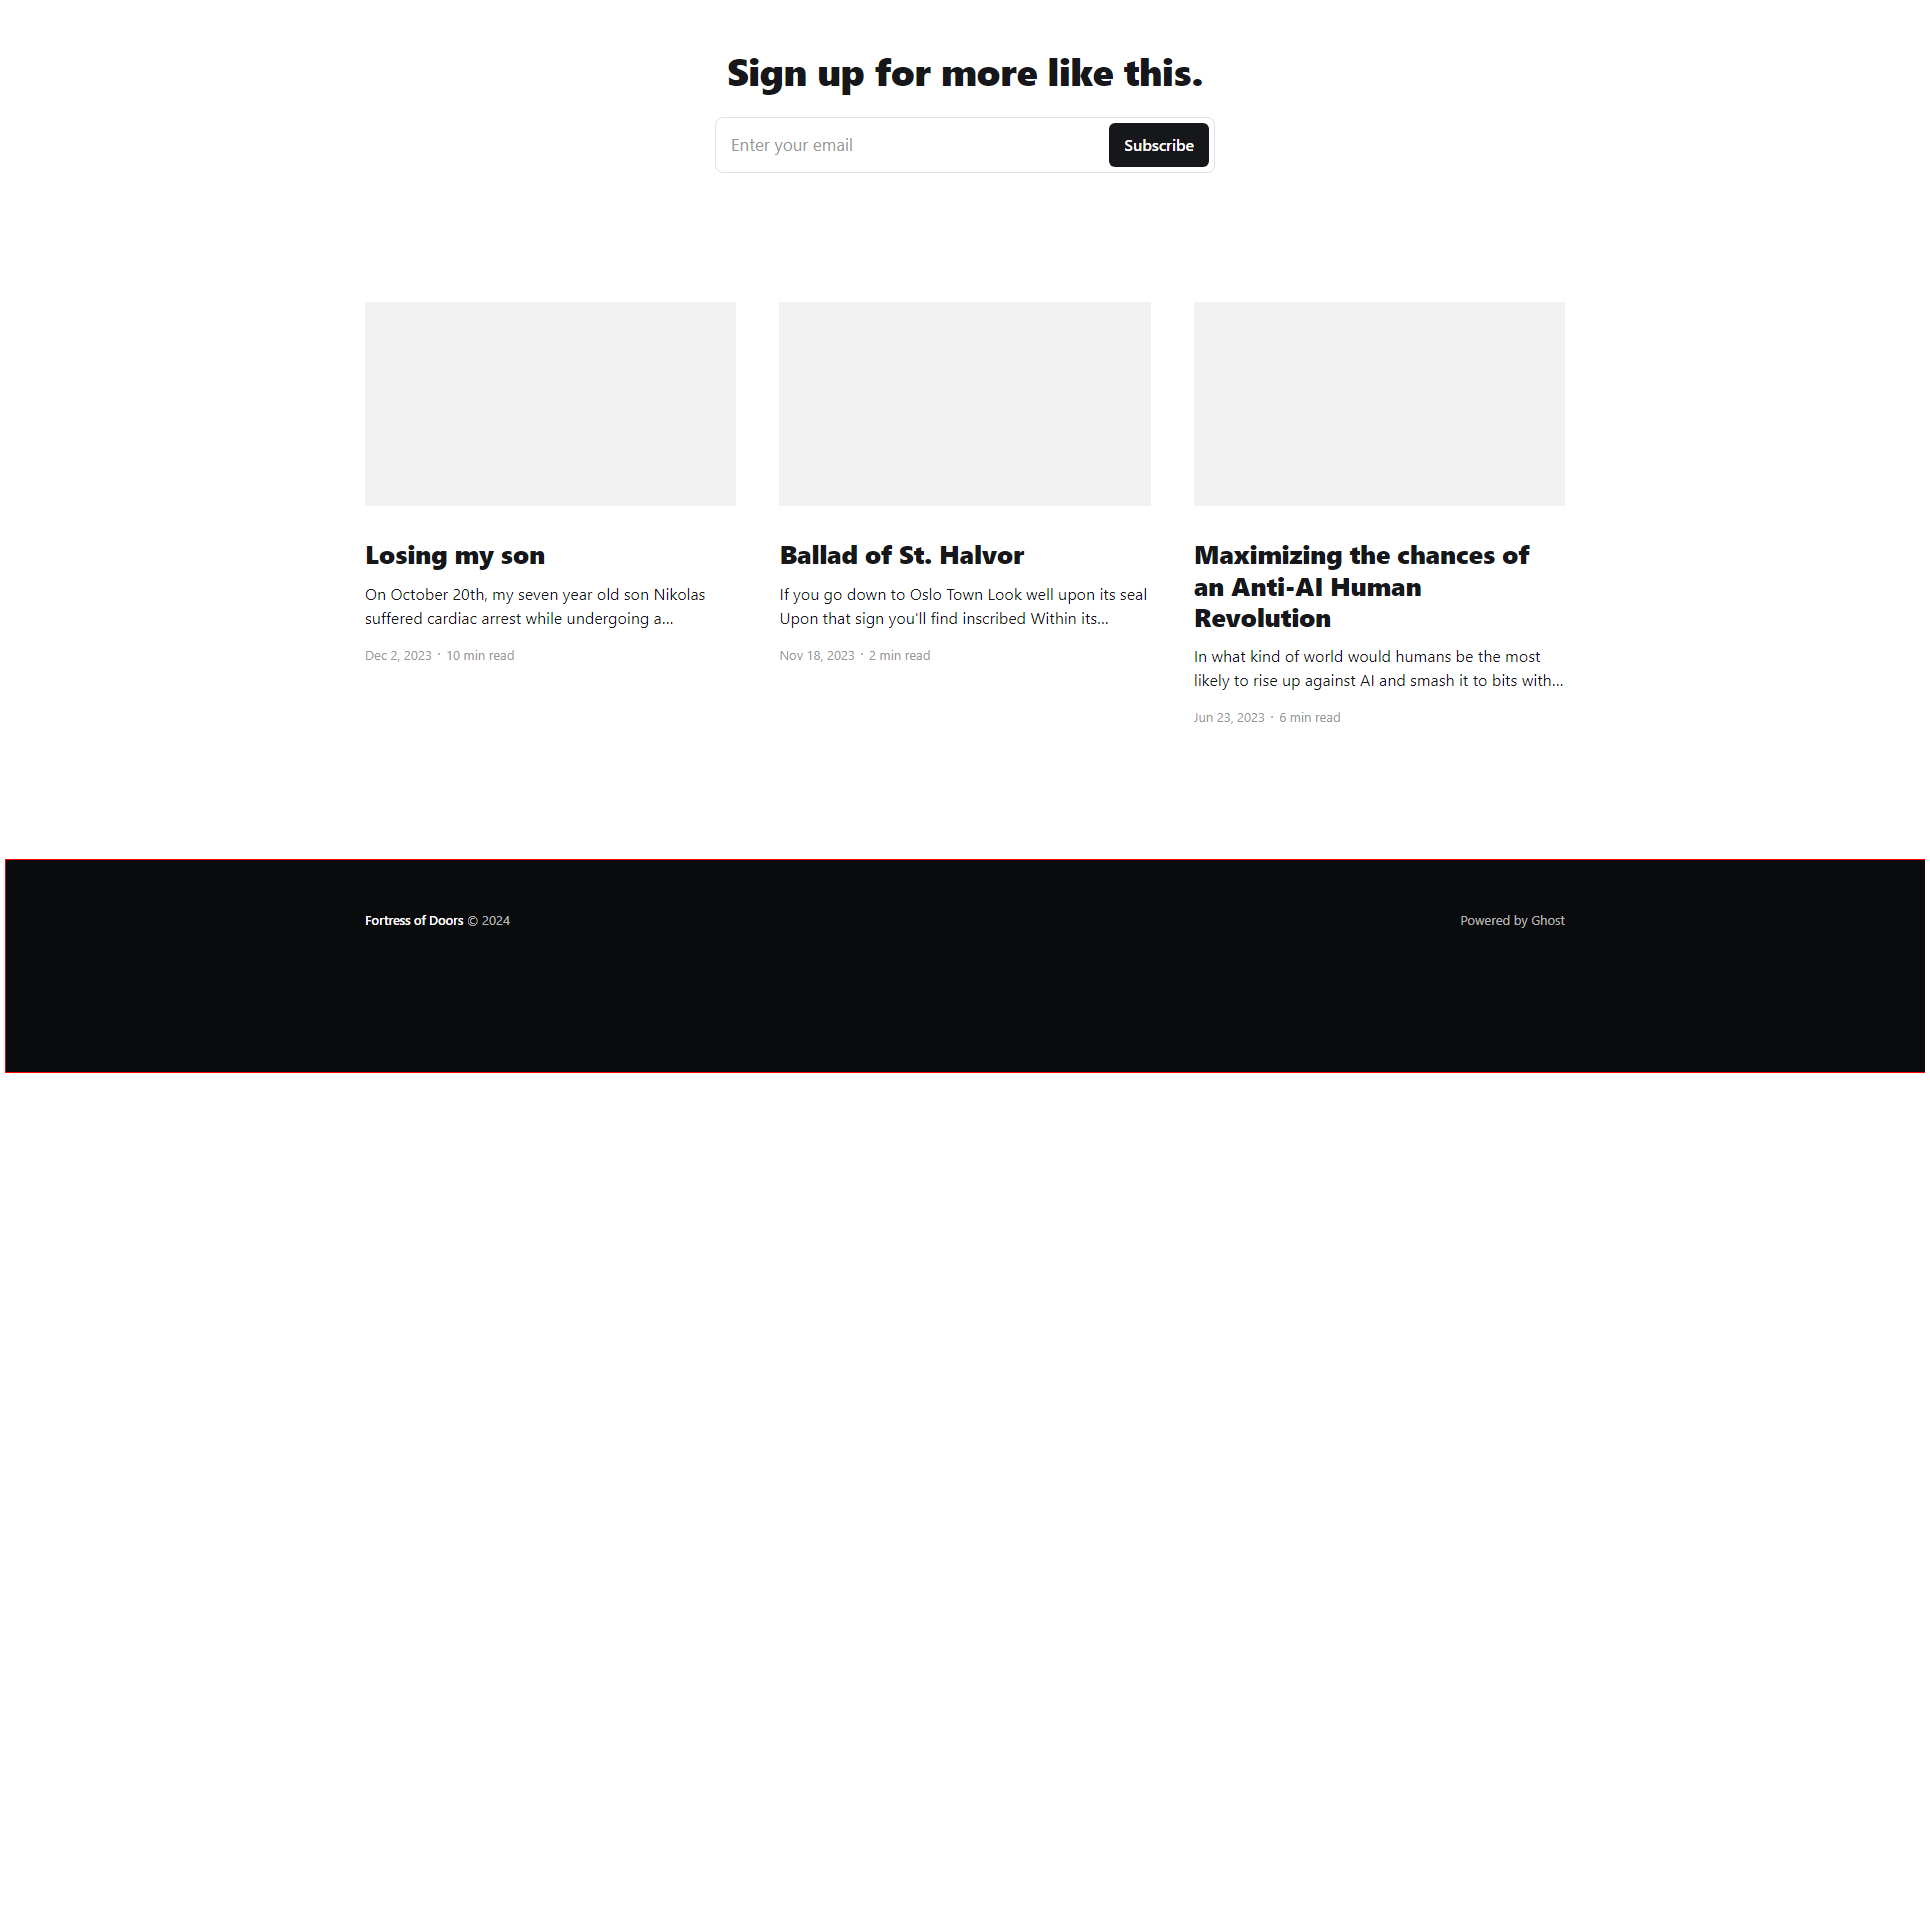 Sign up for more like this.
Enter your email
Subscribe
Losing my son
On October 20th, my seven year old son Nikolas
suffered cardiac arrest while undergoing a...
Dec 2, 2023 · 10 min read
Ballad of St. Halvor
If you go down to Oslo Town Look well upon its seal
Upon that sign you'll find inscribed Within its...
Nov 18, 2023 · 2 min read
Maximizing the chances of
an Anti-AI Human
Revolution
In what kind of world would humans be the most
likely to rise up against AI and smash it to bits with...
Jun 23, 2023 · 6 min read
Fortress of Doors © 2024
Powered by Ghost